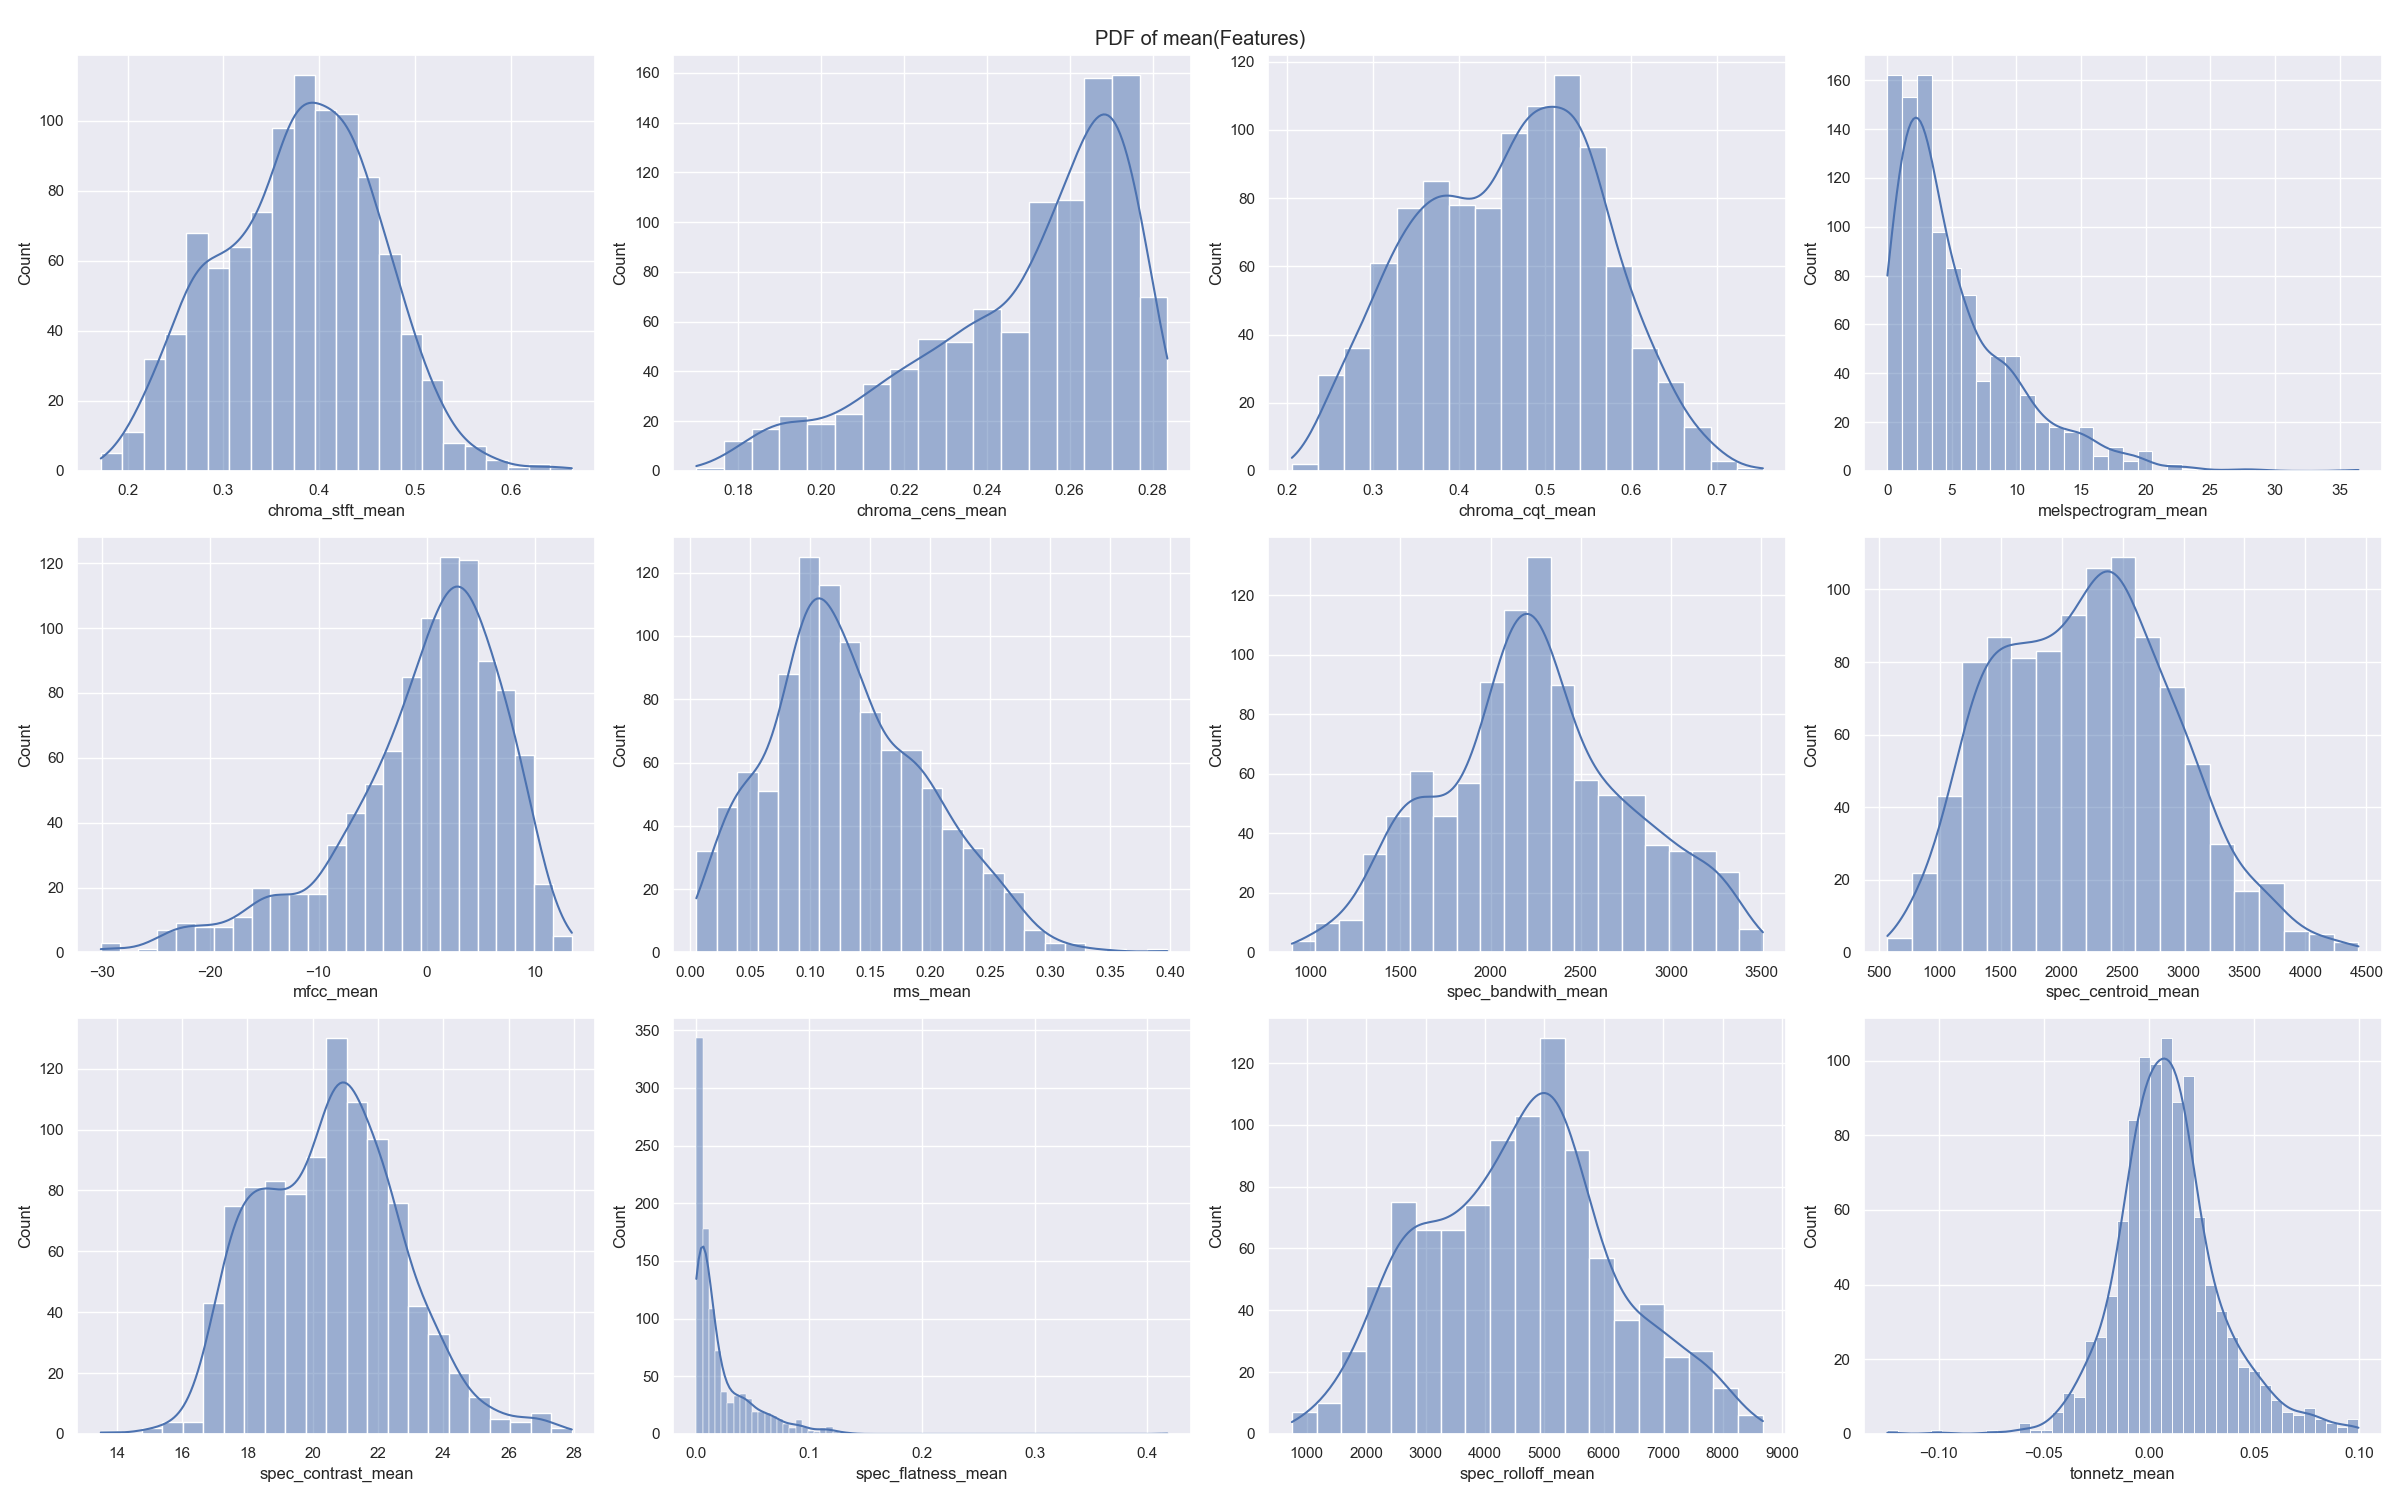 PDF of mean(Features)
Count
0 20 40 60 80 100
0.2 0.3 0.4 0.5 0.6
chroma_stft_mean
Count
0 20 40 60 80 100 120 140 160
0.18 0.20 0.22 0.24 0.26 0.28
chroma_cens_mean
Count
0 20 40 60 80 100 120
0.2 0.3 0.4 0.5 0.6 0.7
chroma_cqt_mean
Count
0 20 40 60 80 100 120 140 160
0 5 10 15 20 25 30 35
melspectrogram_mean
Count
0 20 40 60 80 100 120
−30 −20 −10 0 10
mfcc_mean
Count
0 20 40 60 80 100 120
0.00 0.05 0.10 0.15 0.20 0.25 0.30 0.35 0.40
rms_mean
Count
0 20 40 60 80 100 120
1000 1500 2000 2500 3000 3500
spec_bandwith_mean
Count
0 20 40 60 80 100
500 1000 1500 2000 2500 3000 3500 4000 4500
spec_centroid_mean
Count
0 20 40 60 80 100 120
14 16 18 20 22 24 26 28
spec_contrast_mean
Count
0 50 100 150 200 250 300 350
0.0 0.1 0.2 0.3 0.4
spec_flatness_mean
Count
0 20 40 60 80 100 120
1000 2000 3000 4000 5000 6000 7000 8000 9000
spec_rolloff_mean
Count
0 20 40 60 80 100
−0.10 −0.05 0.00 0.05 0.10
tonnetz_mean